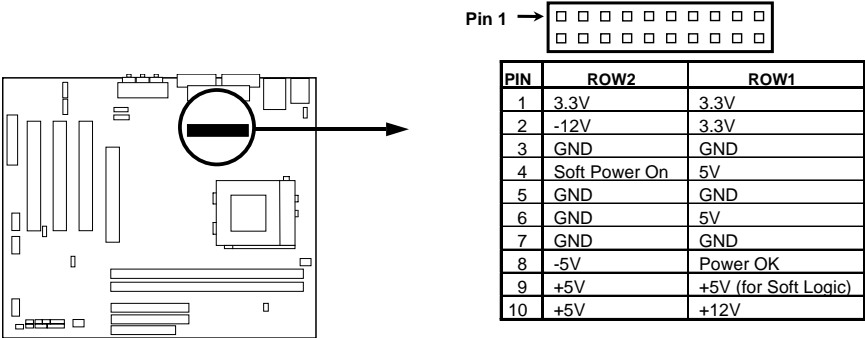 Pin 1
PIN ROW2 ROW1
1 3.3V 3.3V
2 -12V 3.3V
3 GND GND
4 Soft Power On 5V
5 GND GND
6 GND 5V
7 GND GND
8 -5V Power OK
9 +5V +5V (for Soft Logic)
10 +5V +12V